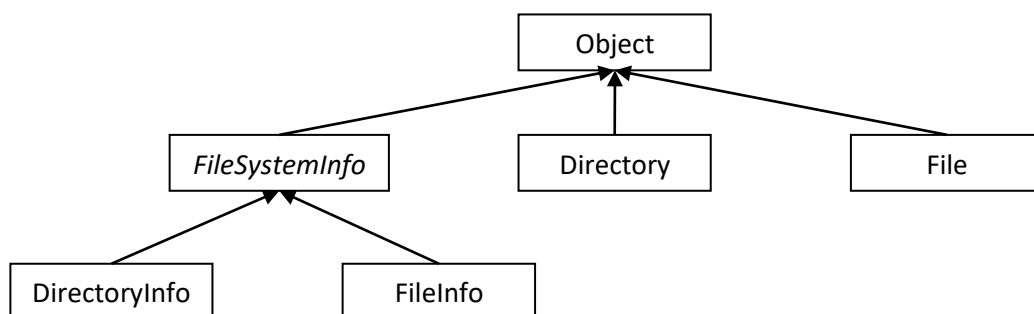 Object
FileSystemInfo
Directory
File
DirectoryInfo
FileInfo